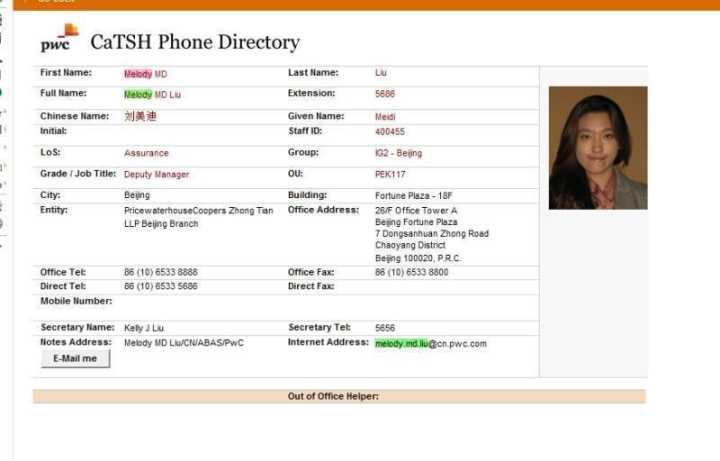 pwc CaTSH Phone Directory
First Name: Melody MD Last Name: Liu
Full Name: Melody MD Liu Extension: 5686
Chinese Name: 刘美迪 Given Name: Meidi
Initial: Staff ID: 400455
LoS: Assurance Group: IG2 - Beijing
Grade / Job Title: Deputy Manager OU: PEK117
City: Beijing Building: Fortune Plaza - 18F
Entity: PricewaterhouseCoopers Zhong Tian Office Address: 26/F Office Tower A
LLP Beijing Branch Beijing Fortune Plaza
7 Dongsanhuan Zhong Road
Chaoyang District
Beijing 100020, P.R.C.
Office Tel: 86 (10) 6533 8888 Office Fax: 86 (10) 6533 8800
Direct Tel: 86 (10) 6533 5686 Direct Fax:
Mobile Number:
Secretary Name: Kelly J Liu Secretary Tel: 5656
Notes Address: Melody MD Liu/CN/ABAS/PwC Internet Address: melody.md.liu@cn.pwc.com
E-Mail me
Out of Office Helper: